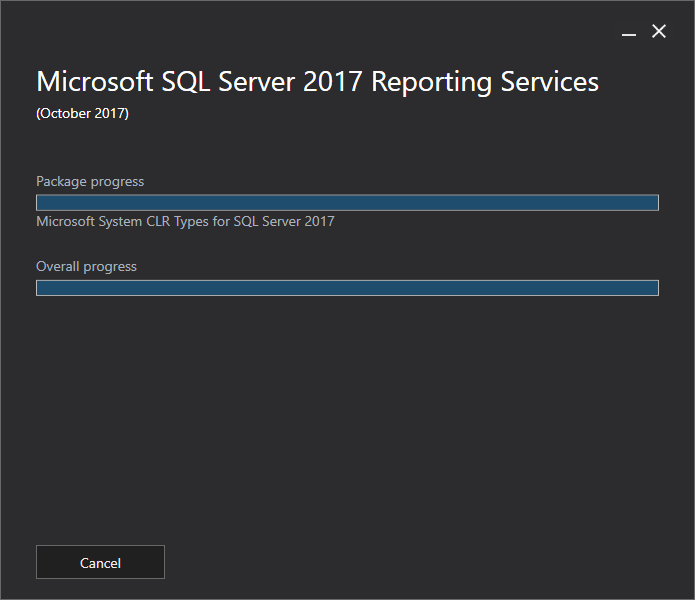 Microsoft SQL Server 2017 Reporting Services
(October 2017)
Package progress
Microsoft System CLR Types for SQL Server 2017
Overall progress
Cancel